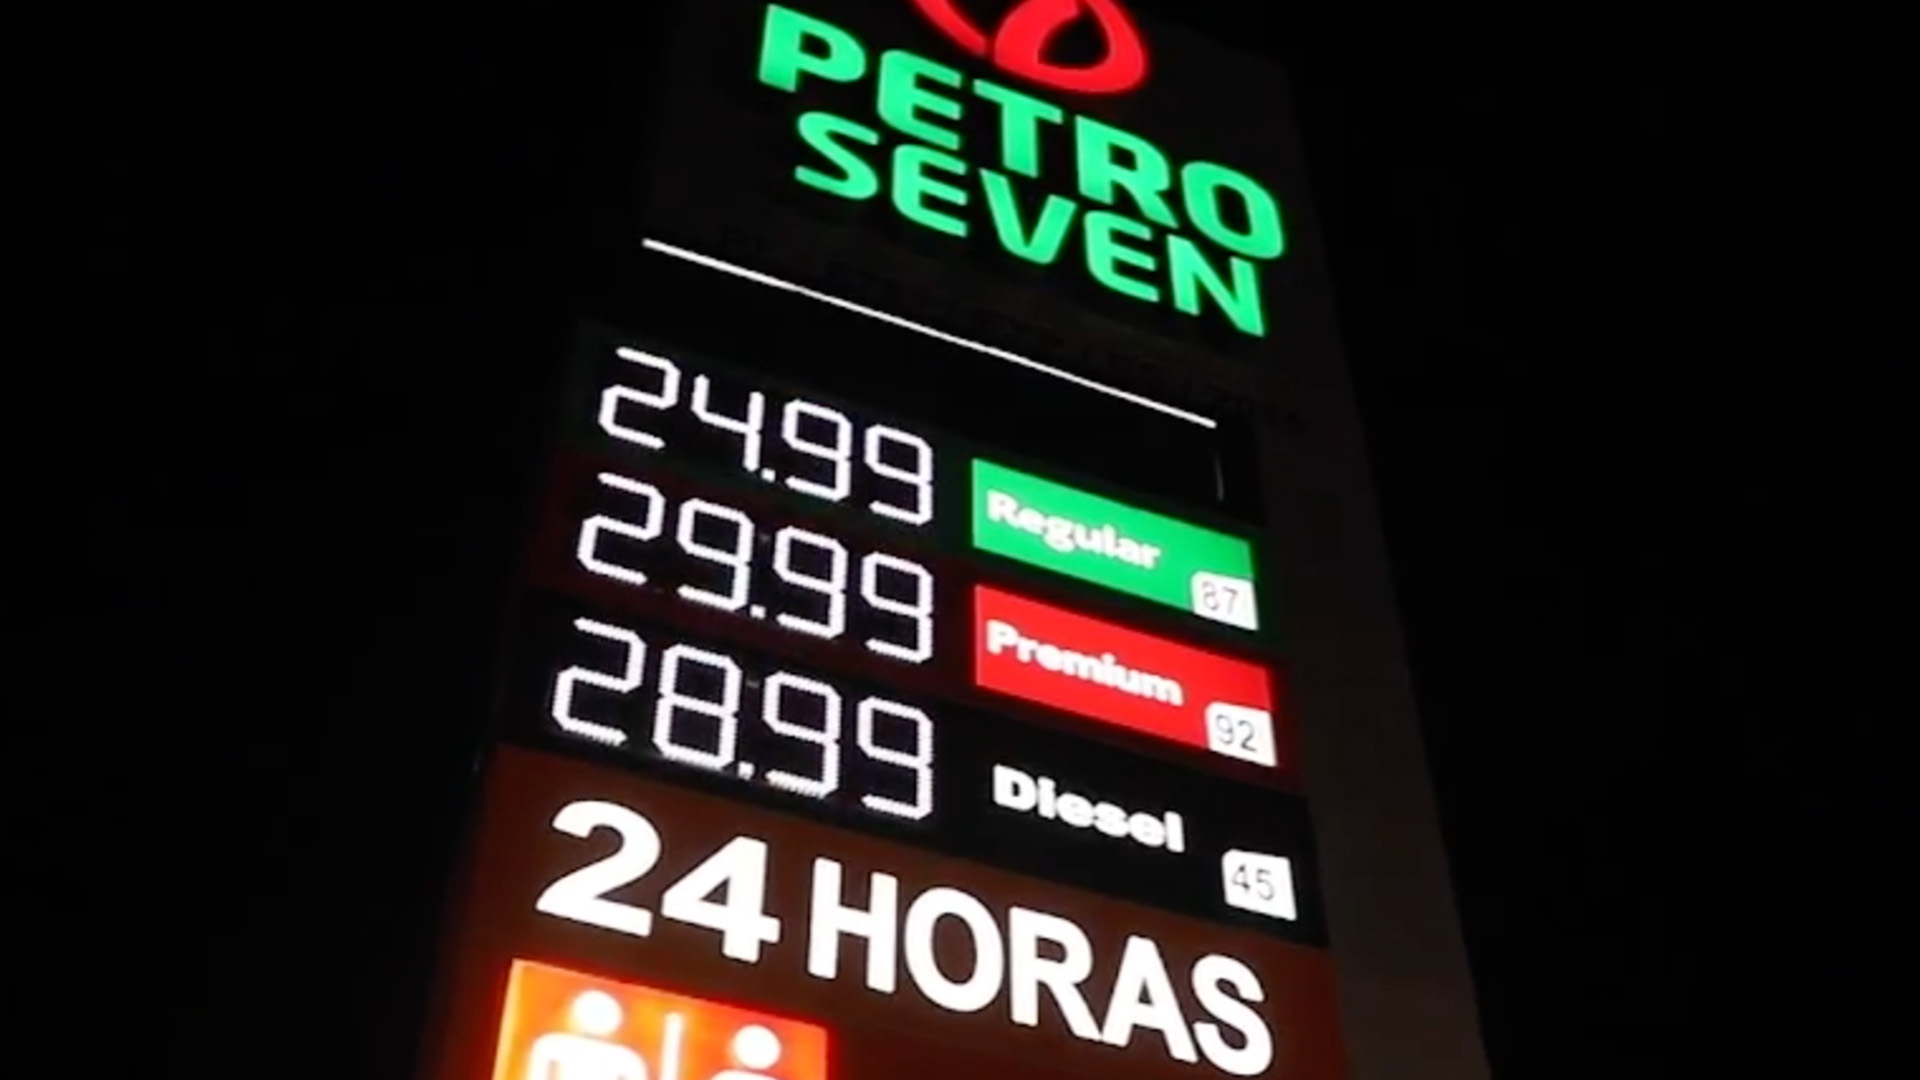 PETRO
SEVEN
24.99 Regular 87
29.99 Premium 92
28.99 Diesel 45
24 HORAS